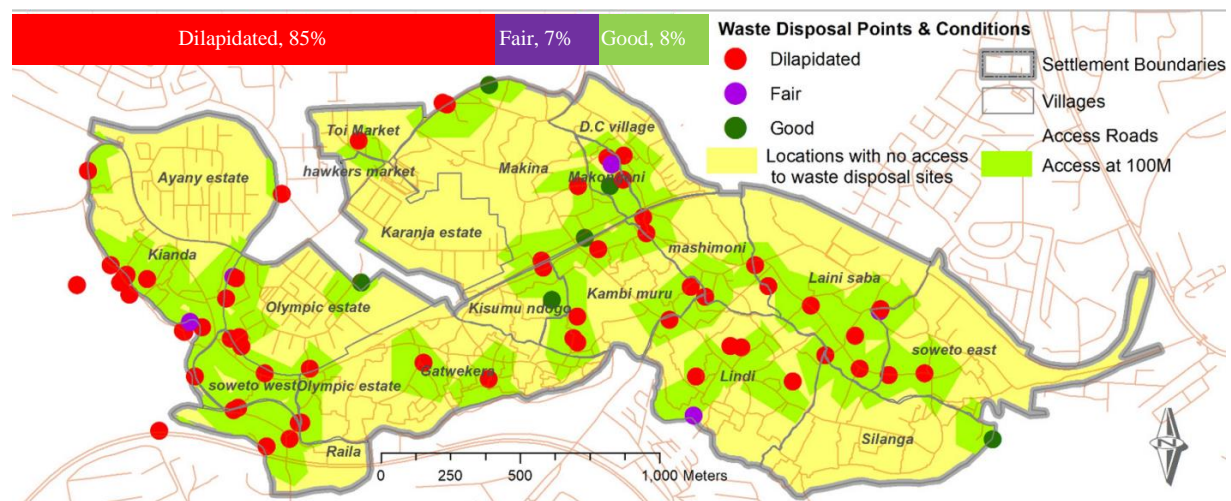 Dilapidated, 85%
Fair, 7%
Good, 8%
Waste Disposal Points & Conditions
Dilapidated
Fair
Good
Locations with no access
to waste disposal sites
Settlement Boundaries
Villages
Access Roads
Access at 100M
Toi Market
D.C village
hawkers market
Makina
Ayany estate
Karanja estate
mashimoni
Kianda
Laini saba
Olympic estate
Kambi muru
Kisumu ndogo
soweto east
Gatwekera
Lindi
soweto west
Olympic estate
Silanga
Raila
0 250 500 1,000 Meters